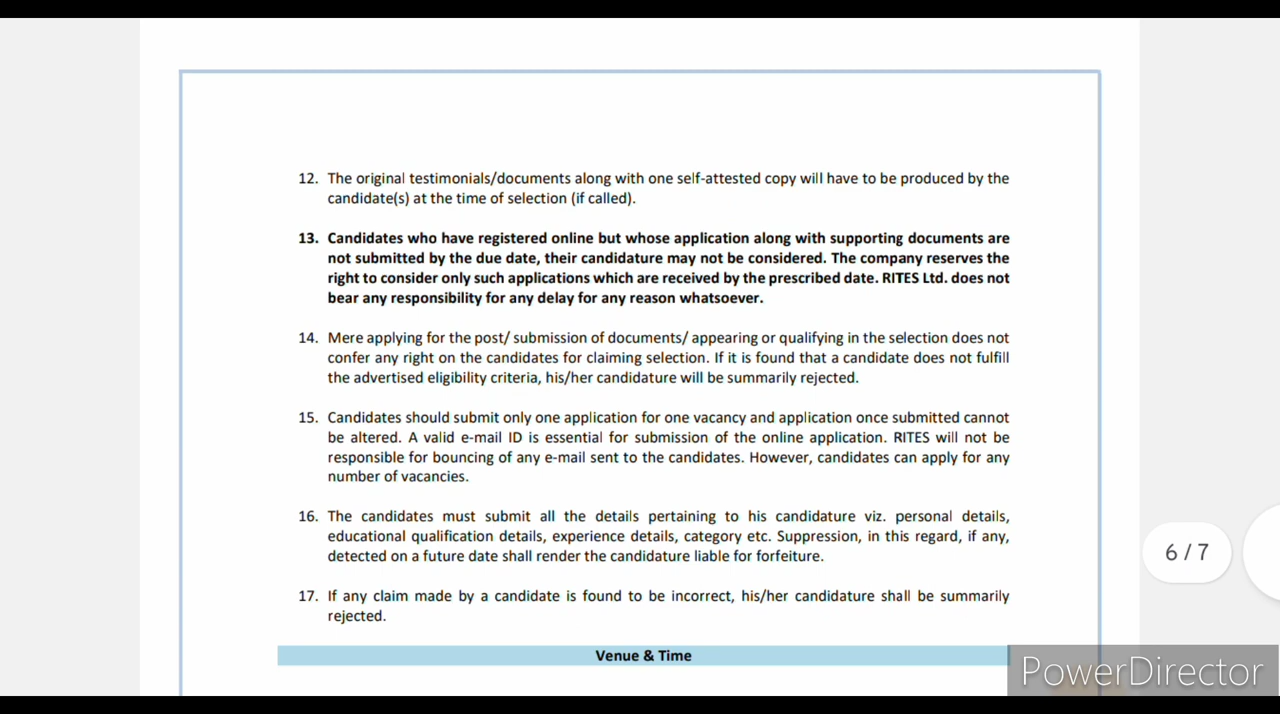 12. The original testimonials/documents along with one self-attested copy will have to be produced by the
candidate(s) at the time of selection (if called).
13. Candidates who have registered online but whose application along with supporting documents are
not submitted by the due date, their candidature may not be considered. The company reserves the
right to consider only such applications which are received by the prescribed date. RITES Ltd. does not
bear any responsibility for any delay for any reason whatsoever.
14. Mere applying for the post/ submission of documents/ appearing or qualifying in the selection does not
confer any right on the candidates for claiming selection. If it is found that a candidate does not fulfill
the advertised eligibility criteria, his/her candidature will be summarily rejected.
15. Candidates should submit only one application for one vacancy and application once submitted cannot
be altered. A valid e-mail ID is essential for submission of the online application. RITES will not be
responsible for bouncing of any e-mail sent to the candidates. However, candidates can apply for any
number of vacancies.
16. The candidates must submit all the details pertaining to his candidature viz. personal details,
educational qualification details, experience details, category etc. Suppression, in this regard, if any,
detected on a future date shall render the candidature liable for forfeiture.
6 / 7
17. If any claim made by a candidate is found to be incorrect, his/her candidature shall be summarily
rejected.
Venue & Time
PowerDirector